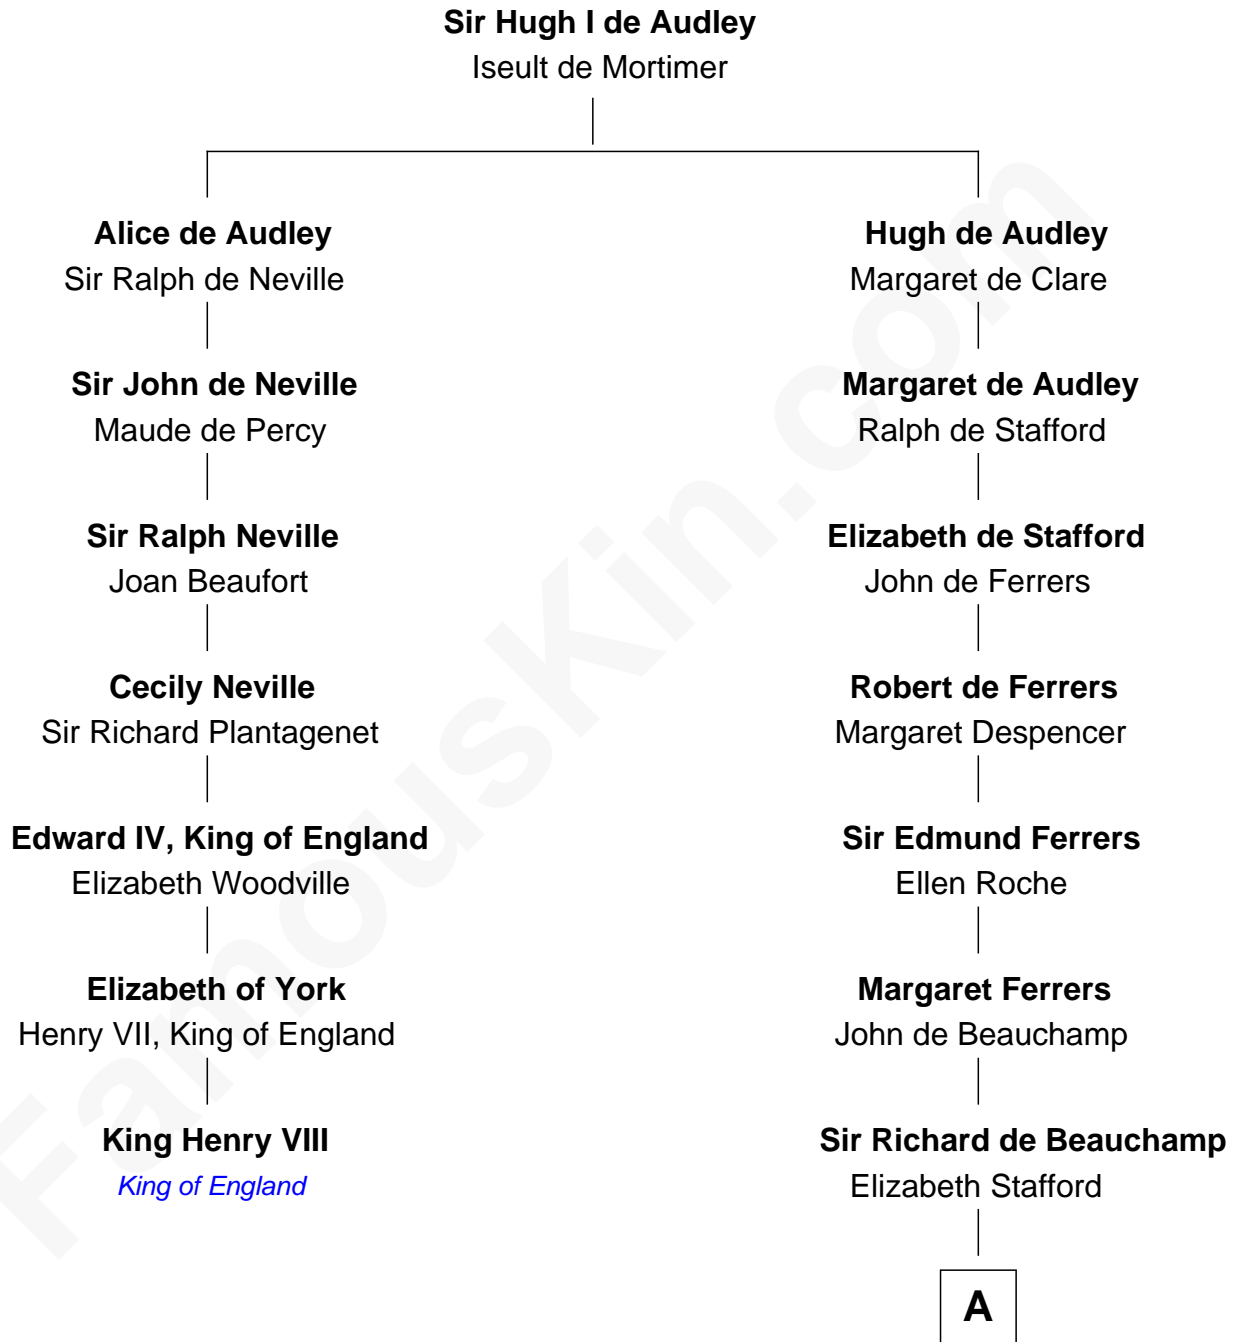 Sir Hugh I de Audley
Iseult de Mortimer
Alice de Audley
Sir Ralph de Neville
Hugh de Audley
Margaret de Clare
Sir John de Neville
Maude de Percy
Margaret de Audley
Ralph de Stafford
Sir Ralph Neville
Joan Beaufort
Elizabeth de Stafford
John de Ferrers
Cecily Neville
Sir Richard Plantagenet
Robert de Ferrers
Margaret Despencer
Edward IV, King of England
Elizabeth Woodville
Sir Edmund Ferrers
Ellen Roche
Elizabeth of York
Henry VII, King of England
Margaret Ferrers
John de Beauchamp
King Henry VIII
King of England
Sir Richard de Beauchamp
Elizabeth Stafford
A
FamousKin.com